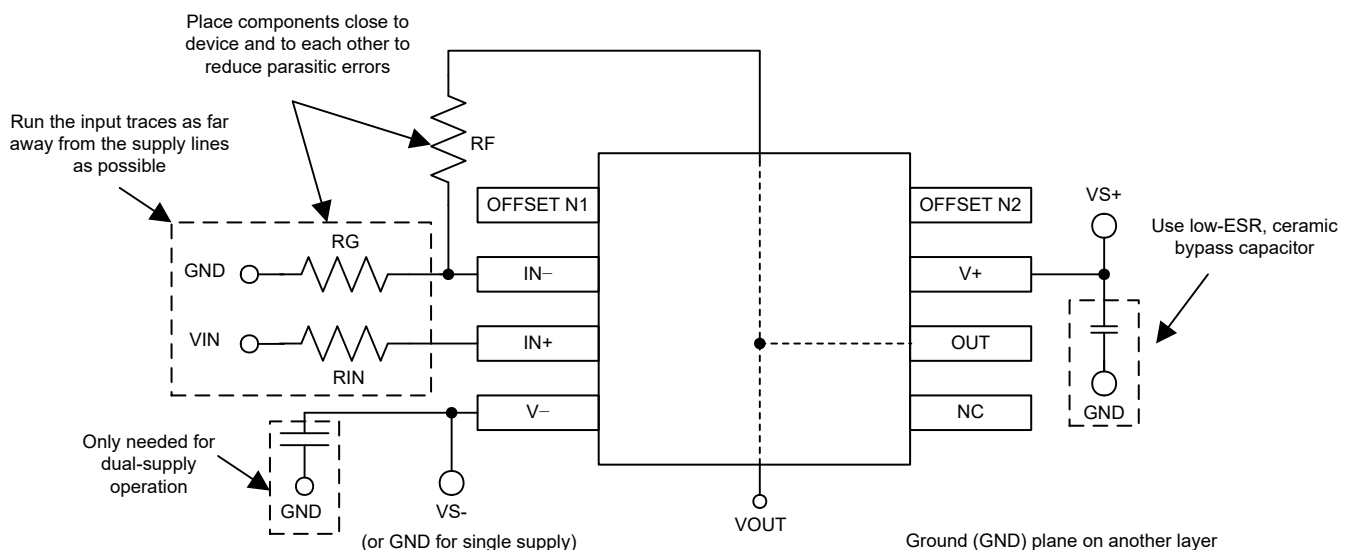 Place components close to
device and to each other to
reduce parasitic errors
Run the input traces as far
away from the supply lines
as possible
RF
OFFSET N1
OFFSET N2
VS+
Use low-ESR, ceramic
bypass capacitor
RG
GND
IN−
V+
VIN
IN+
OUT
RIN
V−
NC
GND
Only needed for
dual-supply
operation
GND
VS-
(or GND for single supply)
VOUT
Ground (GND) plane on another layer